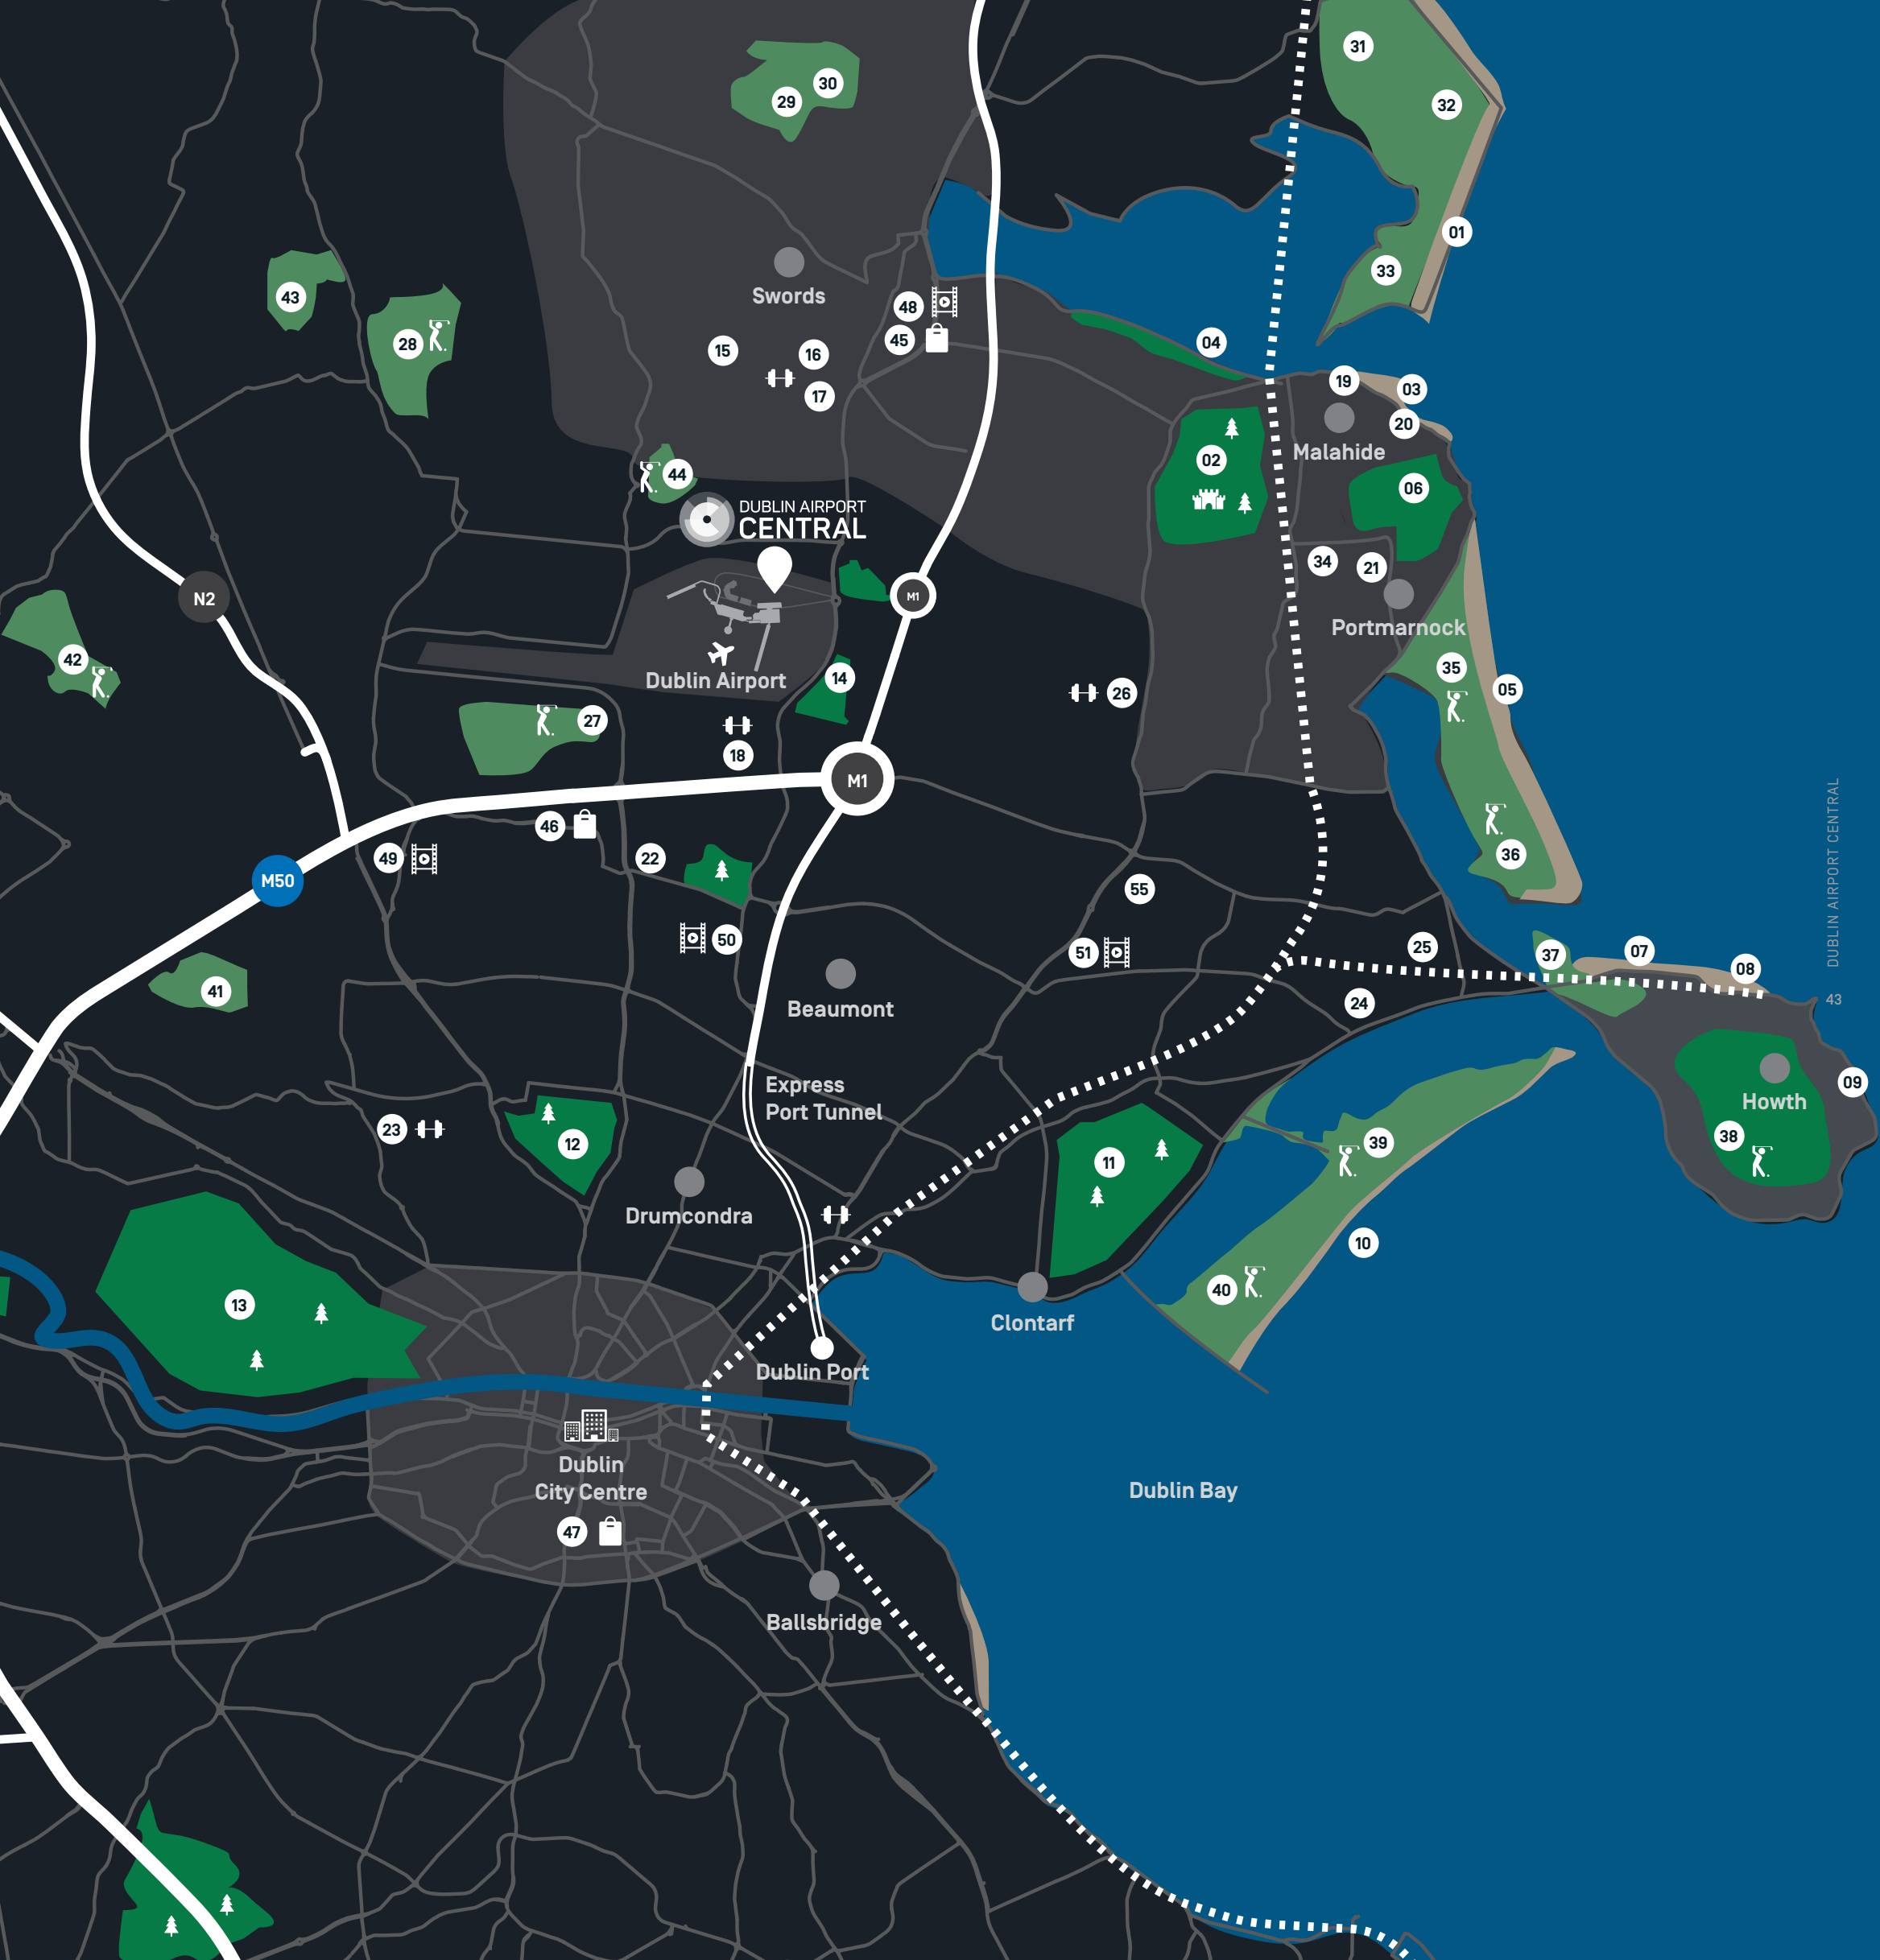 31
30
29
32
01
33
Swords
43
48
28
45
04
15
16
17
19
03
20
Malahide
02
44
06
DUBLIN AIRPORT
CENTRAL
34
21
N2
M1
Portmarnock
42
35
Dublin Airport
14
05
26
27
18
M1
46
49
22
36
M50
55
DUBLIN AIRPORT CENTRAL
43
50
51
25
37
07
08
41
Beaumont
24
Express
Port Tunnel
09
Howth
23
12
11
39
38
Drumcondra
10
13
40
Clontarf
Dublin Port
Dublin
City Centre
Dublin Bay
47
Ballsbridge